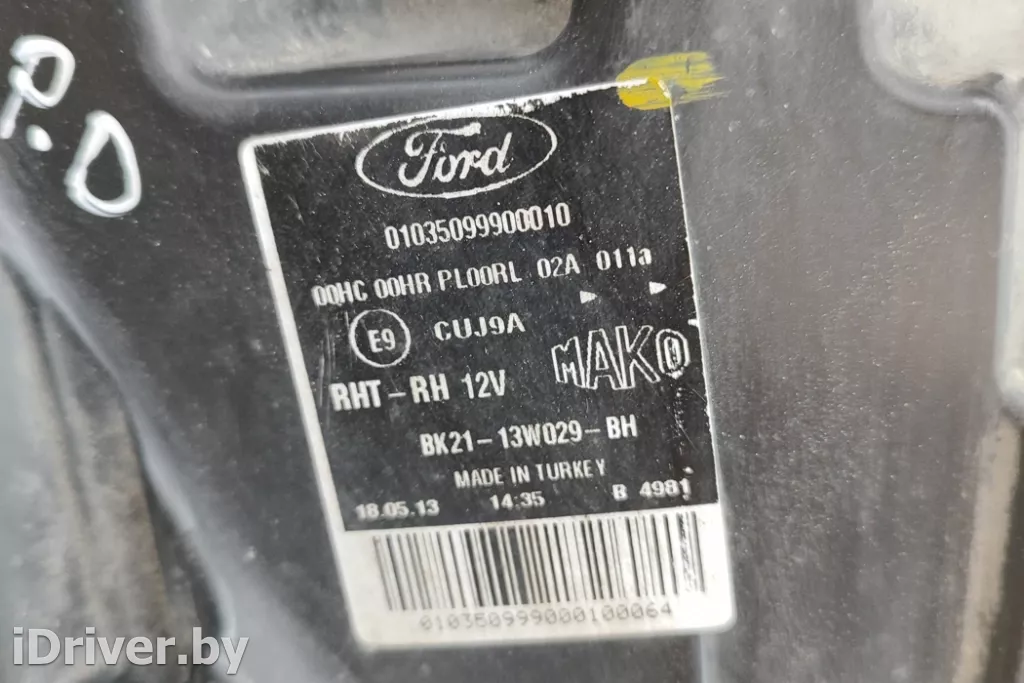 P.O
Ford
01035099900010
00HC 00HR PL00RL 02A 011a
E9 CUJ9A
MAKO
RHT-RH 12V
BK21-13W029-BH
MADE IN TURKEY
18.05.13 14:35 B 4981
010350999000100064
iDriver.by